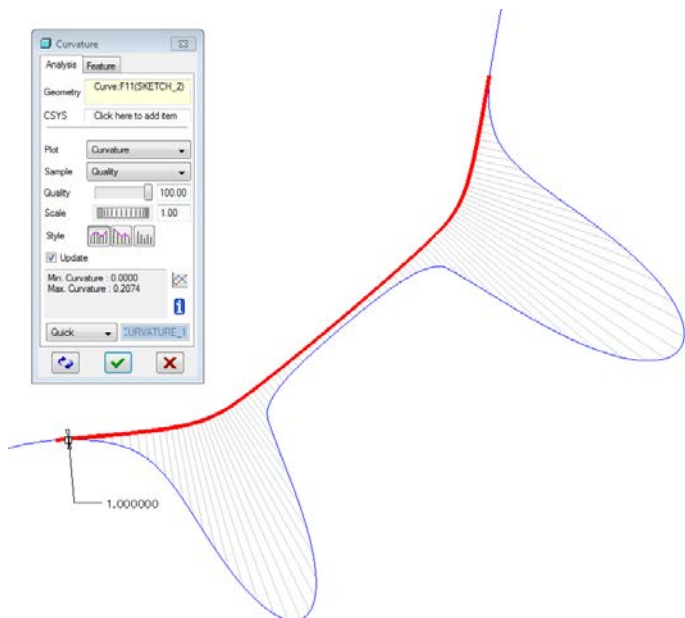 Curvature
Analysis Feature
Geometry Curve:F11(SKETCH_2)
CSYS Click here to add item
Plot Curvature
Sample Quality
Quality 100.00
Scale 1.00
Style
Update
Min. Curvature : 0.0000
Max. Curvature : 0.2074
Quick CURVATURE_1
1.000000